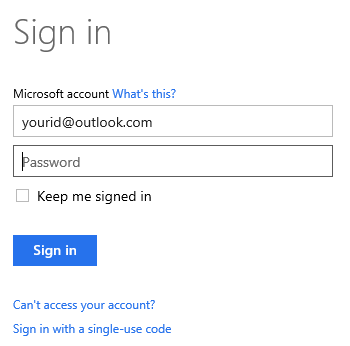 Sign in
Microsoft account What's this?
yourid@outlook.com
Password
Keep me signed in
Sign in
Can't access your account?
Sign in with a single-use code